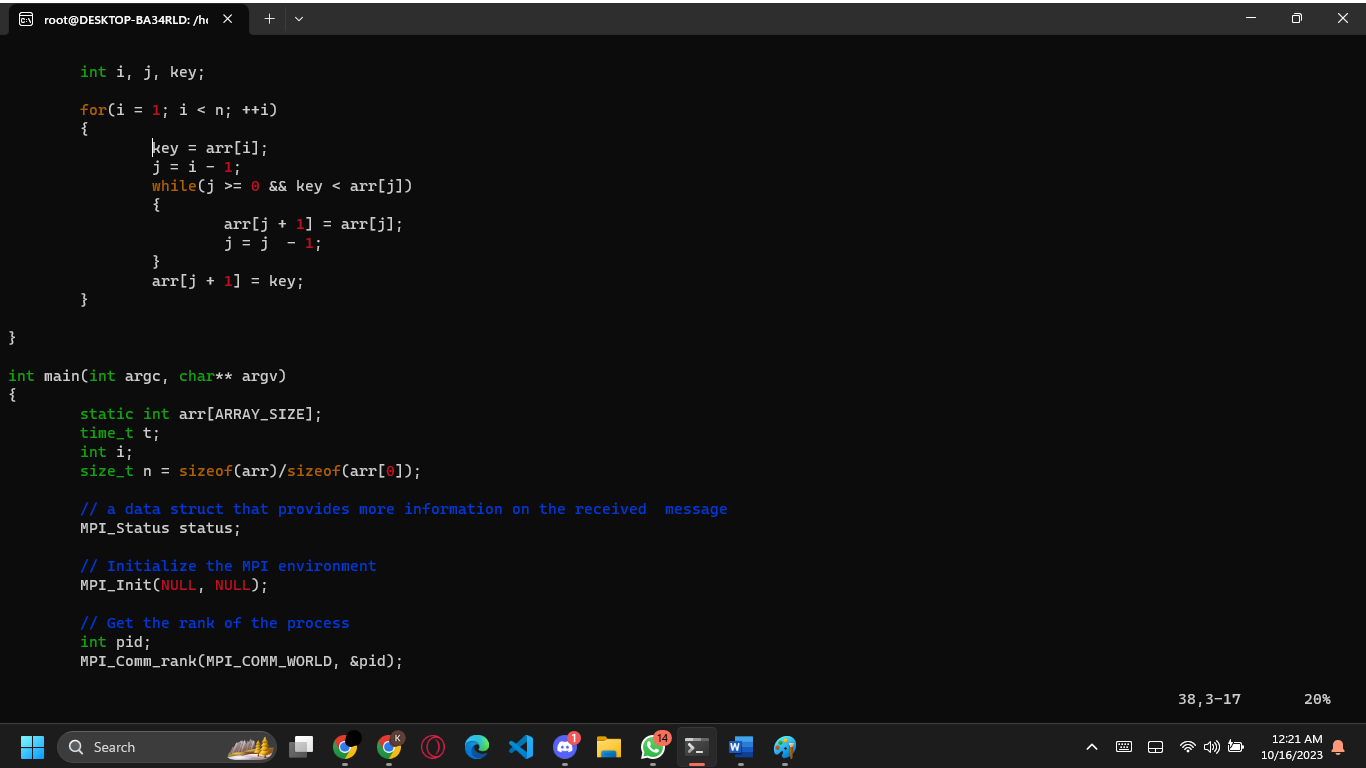 root@DESKTOP-BA34RLD: /ho
int i, j, key;
for(i = 1; i < n; ++i)
{
key = arr[i];
j = i - 1;
while(j >= 0 && key < arr[j])
{
arr[j + 1] = arr[j];
j = j  - 1;
}
arr[j + 1] = key;
}
}
int main(int argc, char** argv)
{
static int arr[ARRAY_SIZE];
time_t t;
int i;
size_t n = sizeof(arr)/sizeof(arr[0]);
// a data struct that provides more information on the received  message
MPI_Status status;
// Initialize the MPI environment
MPI_Init(NULL, NULL);
// Get the rank of the process
int pid;
MPI_Comm_rank(MPI_COMM_WORLD, &pid);
38,3-17 20%
Search
K
1
14
W
12:21 AM
10/16/2023